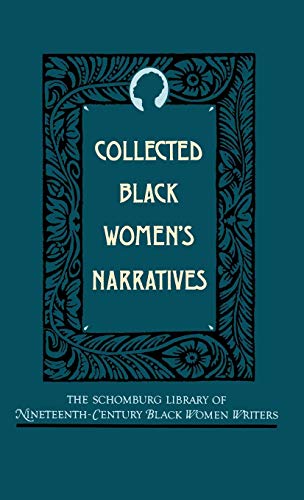 COLLECTED
BLACK
WOMEN'S
NARRATIVES
THE SCHOMBURG LIBRARY OF
NINETEENTH-CENTURY BLACK WOMEN WRITERS